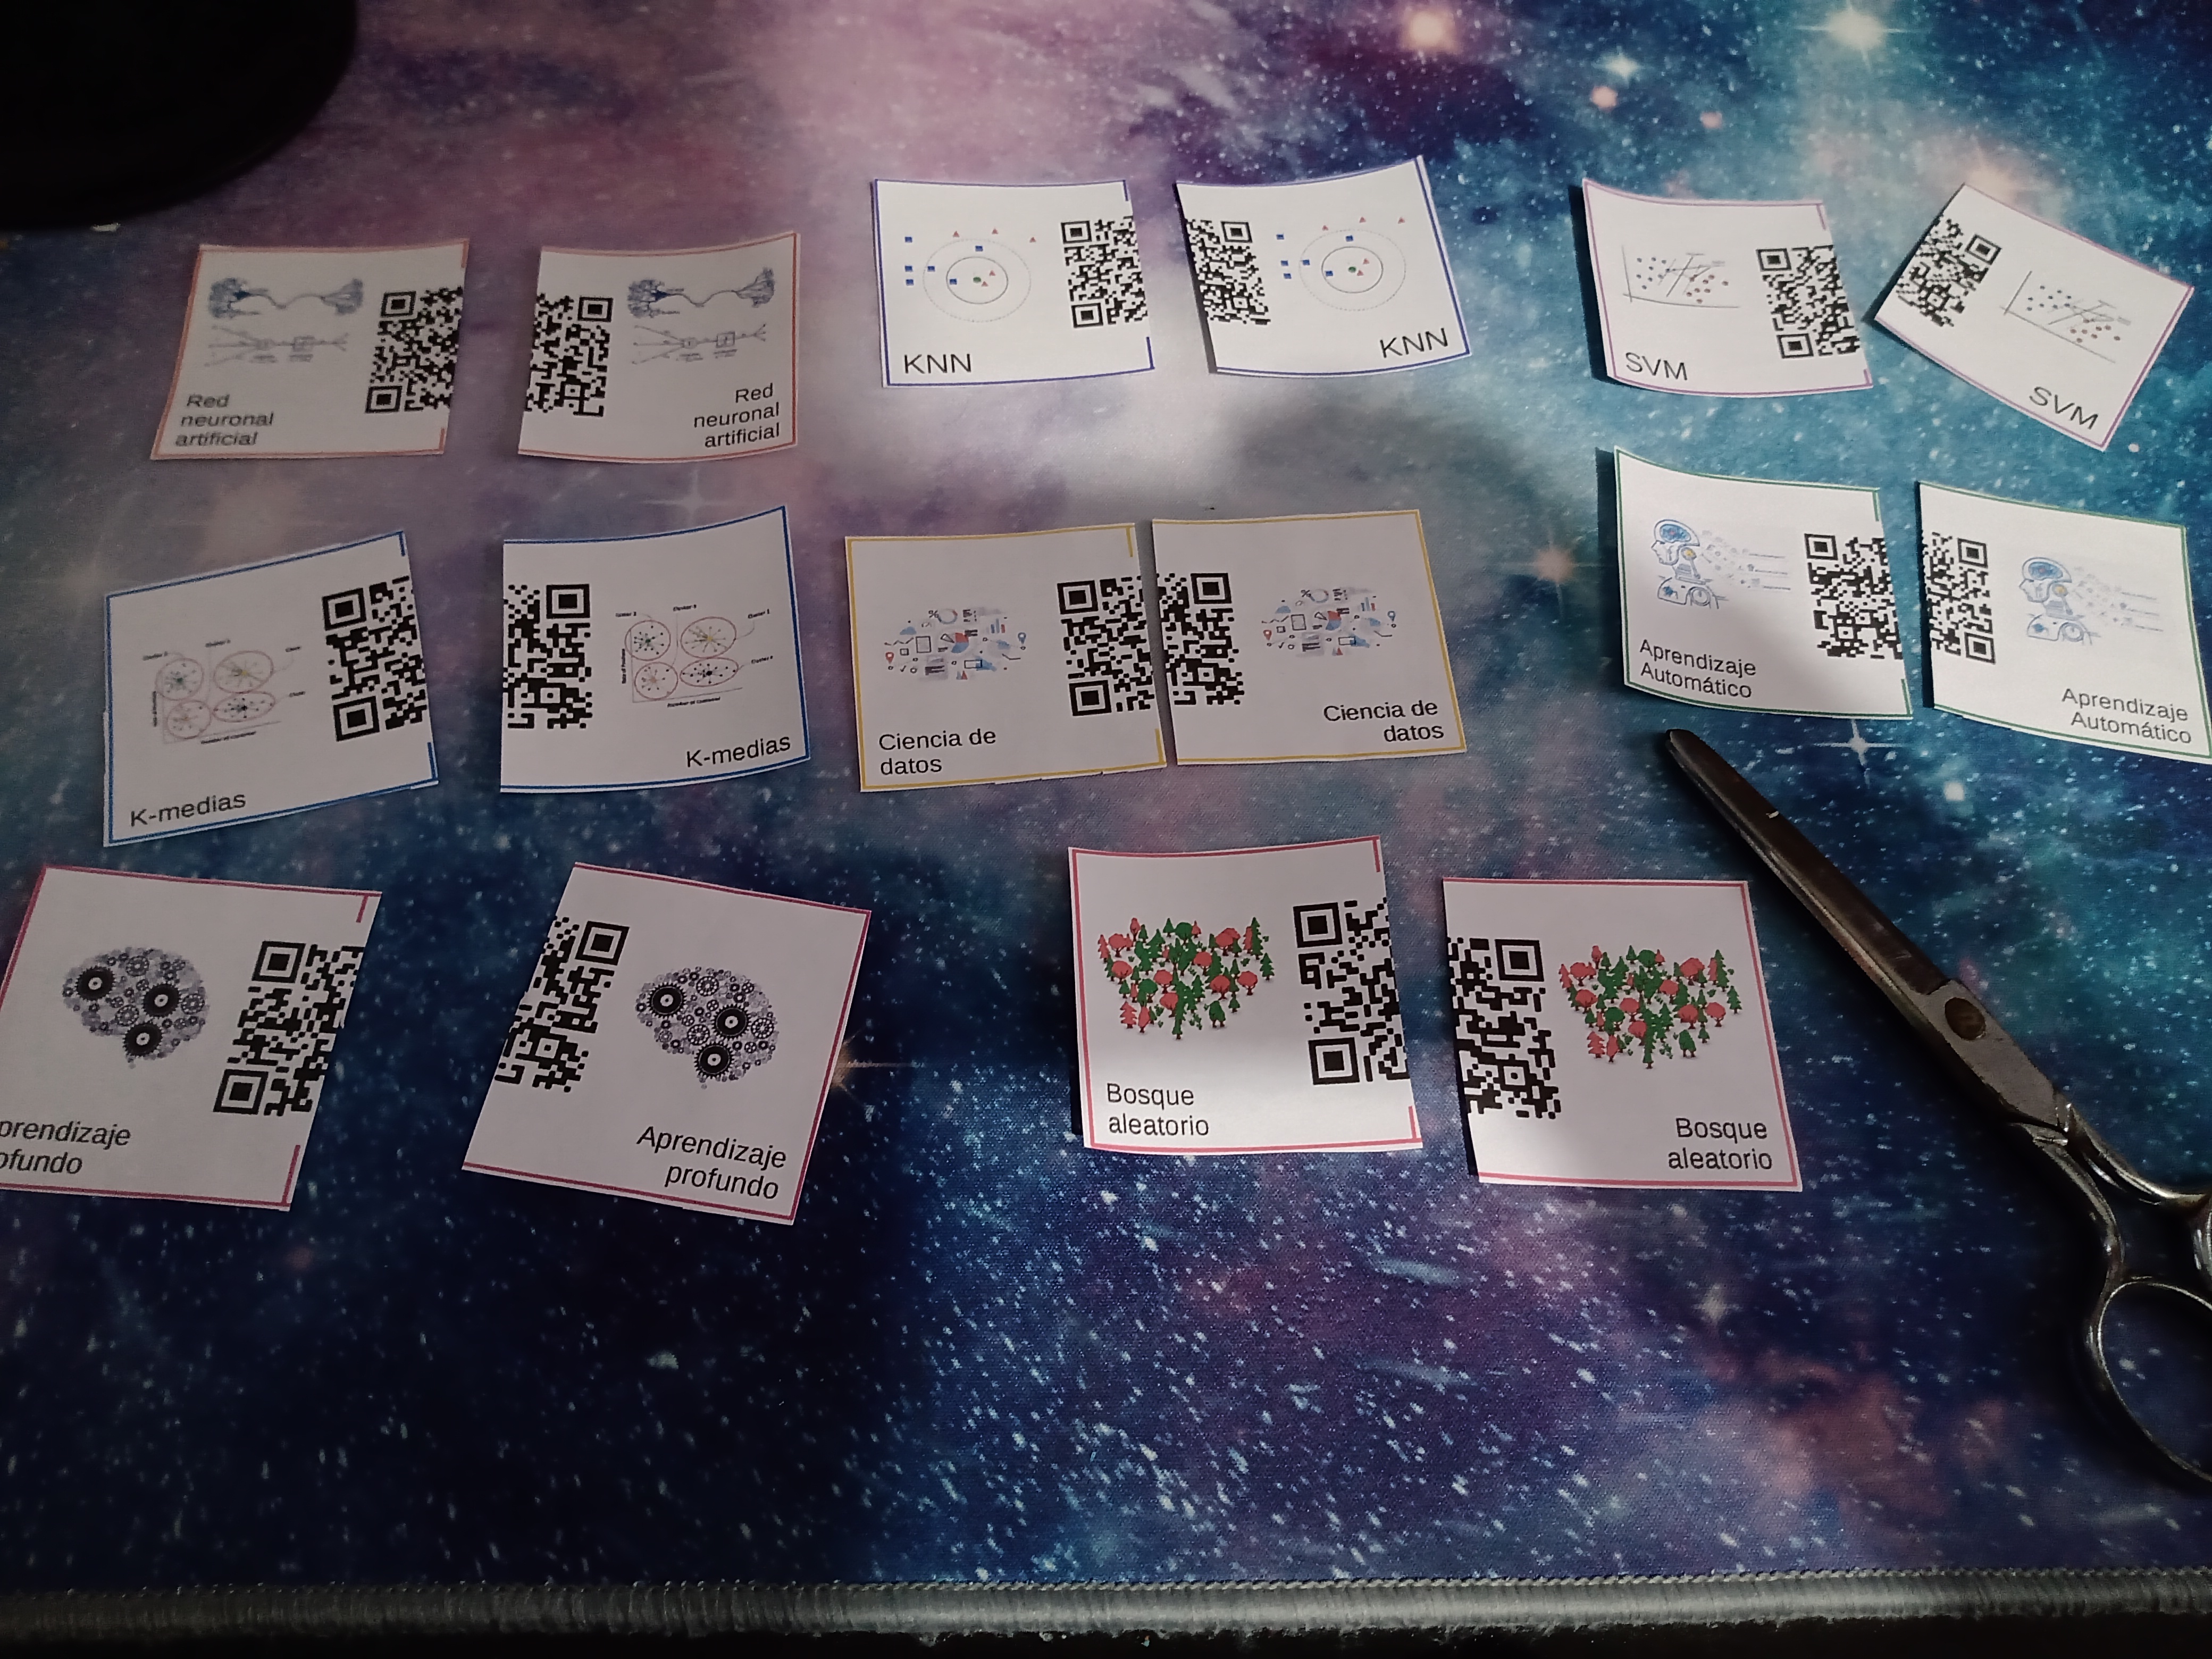 KNN
KNN
SVM
SVM
Red
neuronal
artificial
Red
neuronal
artificial
Aprendizaje
Automático
Aprendizaje
Automático
K-medias
K-medias
Ciencia de
datos
Ciencia de
datos
prendizaje
ofundo
Aprendizaje
profundo
Bosque
aleatorio
Bosque
aleatorio